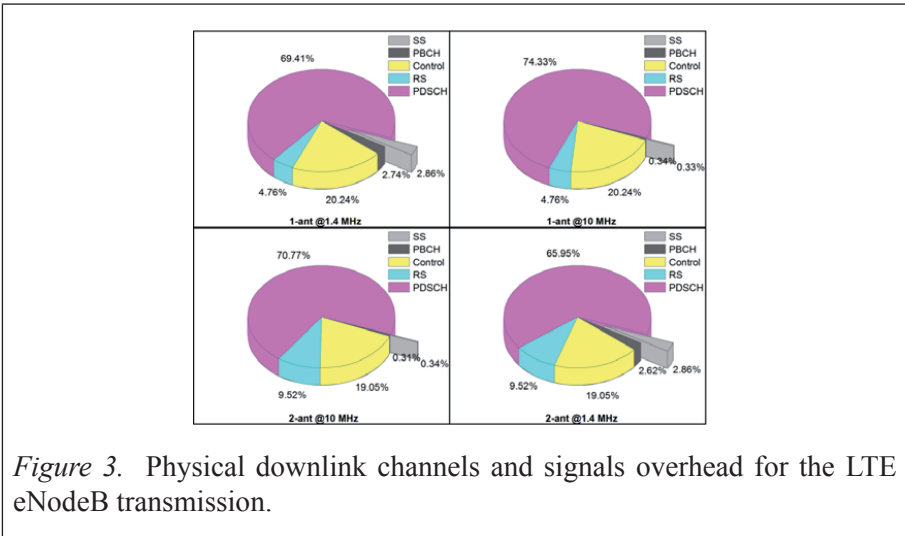 SS
PBCH
Control
RS
PDSCH
69.41%
2.74%
2.86%
4.76%
20.24%
1-ant @1.4 MHz
SS
PBCH
Control
RS
PDSCH
74.33%
0.34%
0.33%
4.76%
20.24%
1-ant @10 MHz
SS
PBCH
Control
RS
PDSCH
70.77%
0.31%
0.34%
9.52%
19.05%
2-ant @10 MHz
SS
PBCH
Control
RS
PDSCH
65.95%
2.62%
2.86%
9.52%
19.05%
2-ant @1.4 MHz
Figure 3. Physical downlink channels and signals overhead for the LTE
eNodeB transmission.